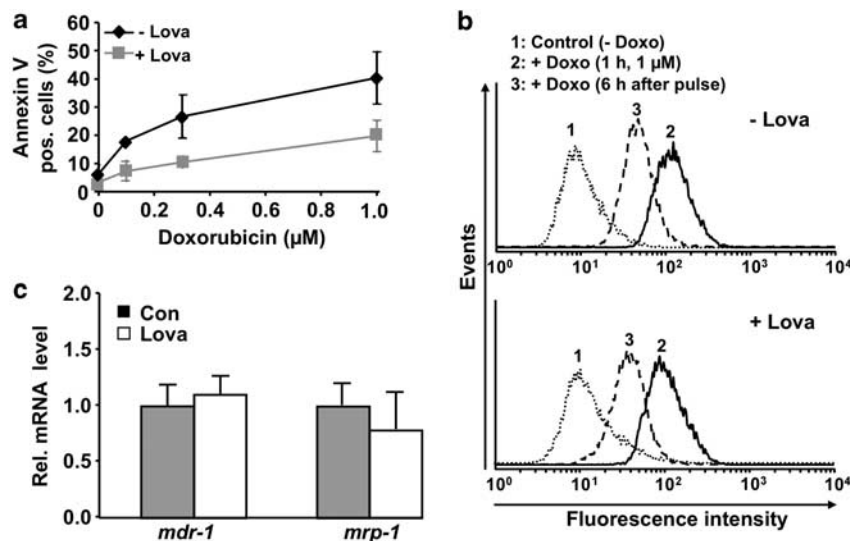 a
60
50
40
30
20
10
0
Annexin V
pos. cells (%)
- Lova
+ Lova
0 0.2 0.4 0.6 0.8 1.0
Doxorubicin (µM)
b
1: Control (- Doxo)
2: + Doxo (1 h, 1 µM)
3: + Doxo (6 h after pulse)
- Lova
1 3 2
10⁰ 10¹ 10² 10³ 10⁴
Events
+ Lova
1 3 2
10⁰ 10¹ 10² 10³ 10⁴
Fluorescence intensity
c
2.0
1.5
1.0
0.5
0.0
Rel. mRNA level
Con
Lova
mdr-1 mrp-1